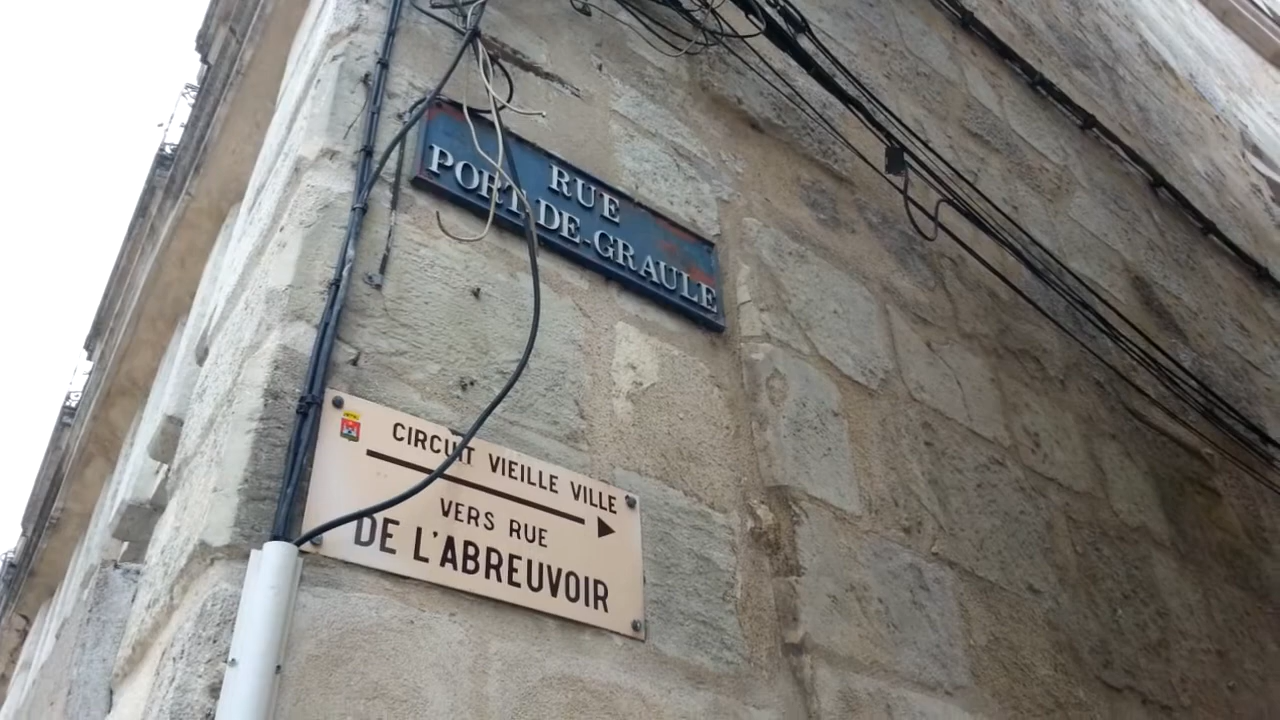 RUE
PORT-DE-GRAULE
CIRCUIT VIEILLE VILLE
VERS RUE
DE L'ABREUVOIR